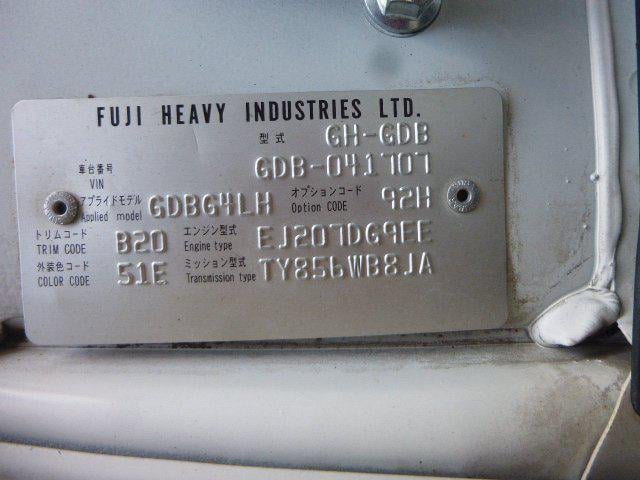 FUJI HEAVY INDUSTRIES LTD.
型式 GH-GDB
車台番号 VIN GDB-041707
アプライドモデル Applied model GDBG4LH オプションコード Option CODE 92H
トリムコード TRIM CODE B20 エンジン型式 Engine type EJ207DG9EE
外装色コード COLOR CODE 51E ミッション型式 Transmission type TY856WB8JA